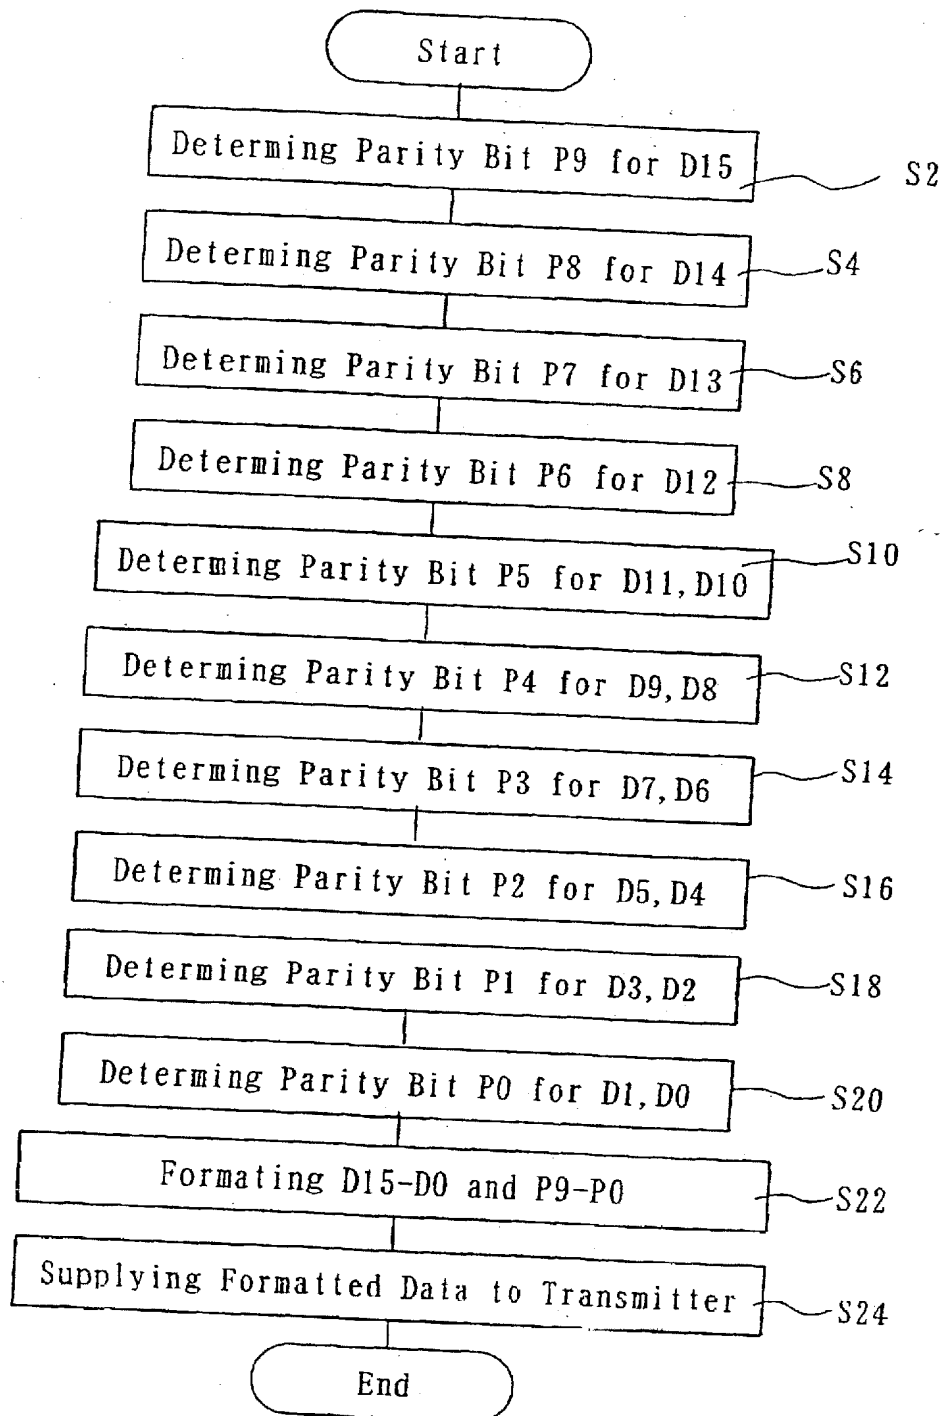 Start
Determing Parity Bit P9 for D15
S2
Determing Parity Bit P8 for D14
S4
Determing Parity Bit P7 for D13
S6
Determing Parity Bit P6 for D12
S8
Determing Parity Bit P5 for D11,D10
S10
Determing Parity Bit P4 for D9,D8
S12
Determing Parity Bit P3 for D7,D6
S14
Determing Parity Bit P2 for D5,D4
S16
Determing Parity Bit P1 for D3,D2
S18
Determing Parity Bit P0 for D1,D0
S20
Formating D15-D0 and P9-P0
S22
Supplying Formatted Data to Transmitter
S24
End